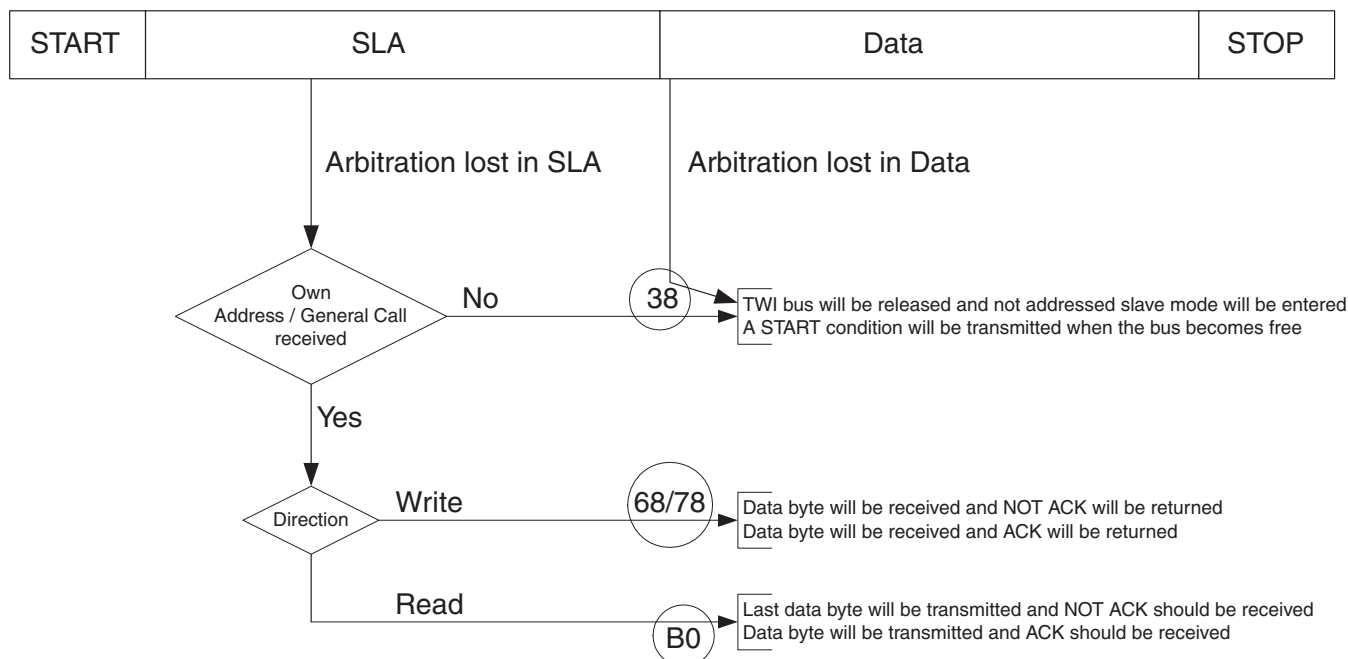 START SLA Data STOP
Arbitration lost in SLA Arbitration lost in Data
Own
Address / General Call
received
No
38
TWI bus will be released and not addressed slave mode will be entered
A START condition will be transmitted when the bus becomes free
Yes
Direction
Write
68/78
Data byte will be received and NOT ACK will be returned
Data byte will be received and ACK will be returned
Read
B0
Last data byte will be transmitted and NOT ACK should be received
Data byte will be transmitted and ACK should be received